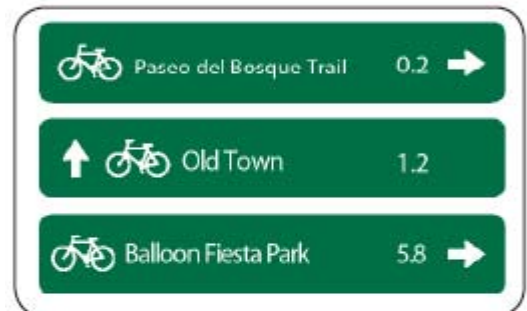 Paseo del Bosque Trail 0.2
Old Town 1.2
Balloon Fiesta Park 5.8